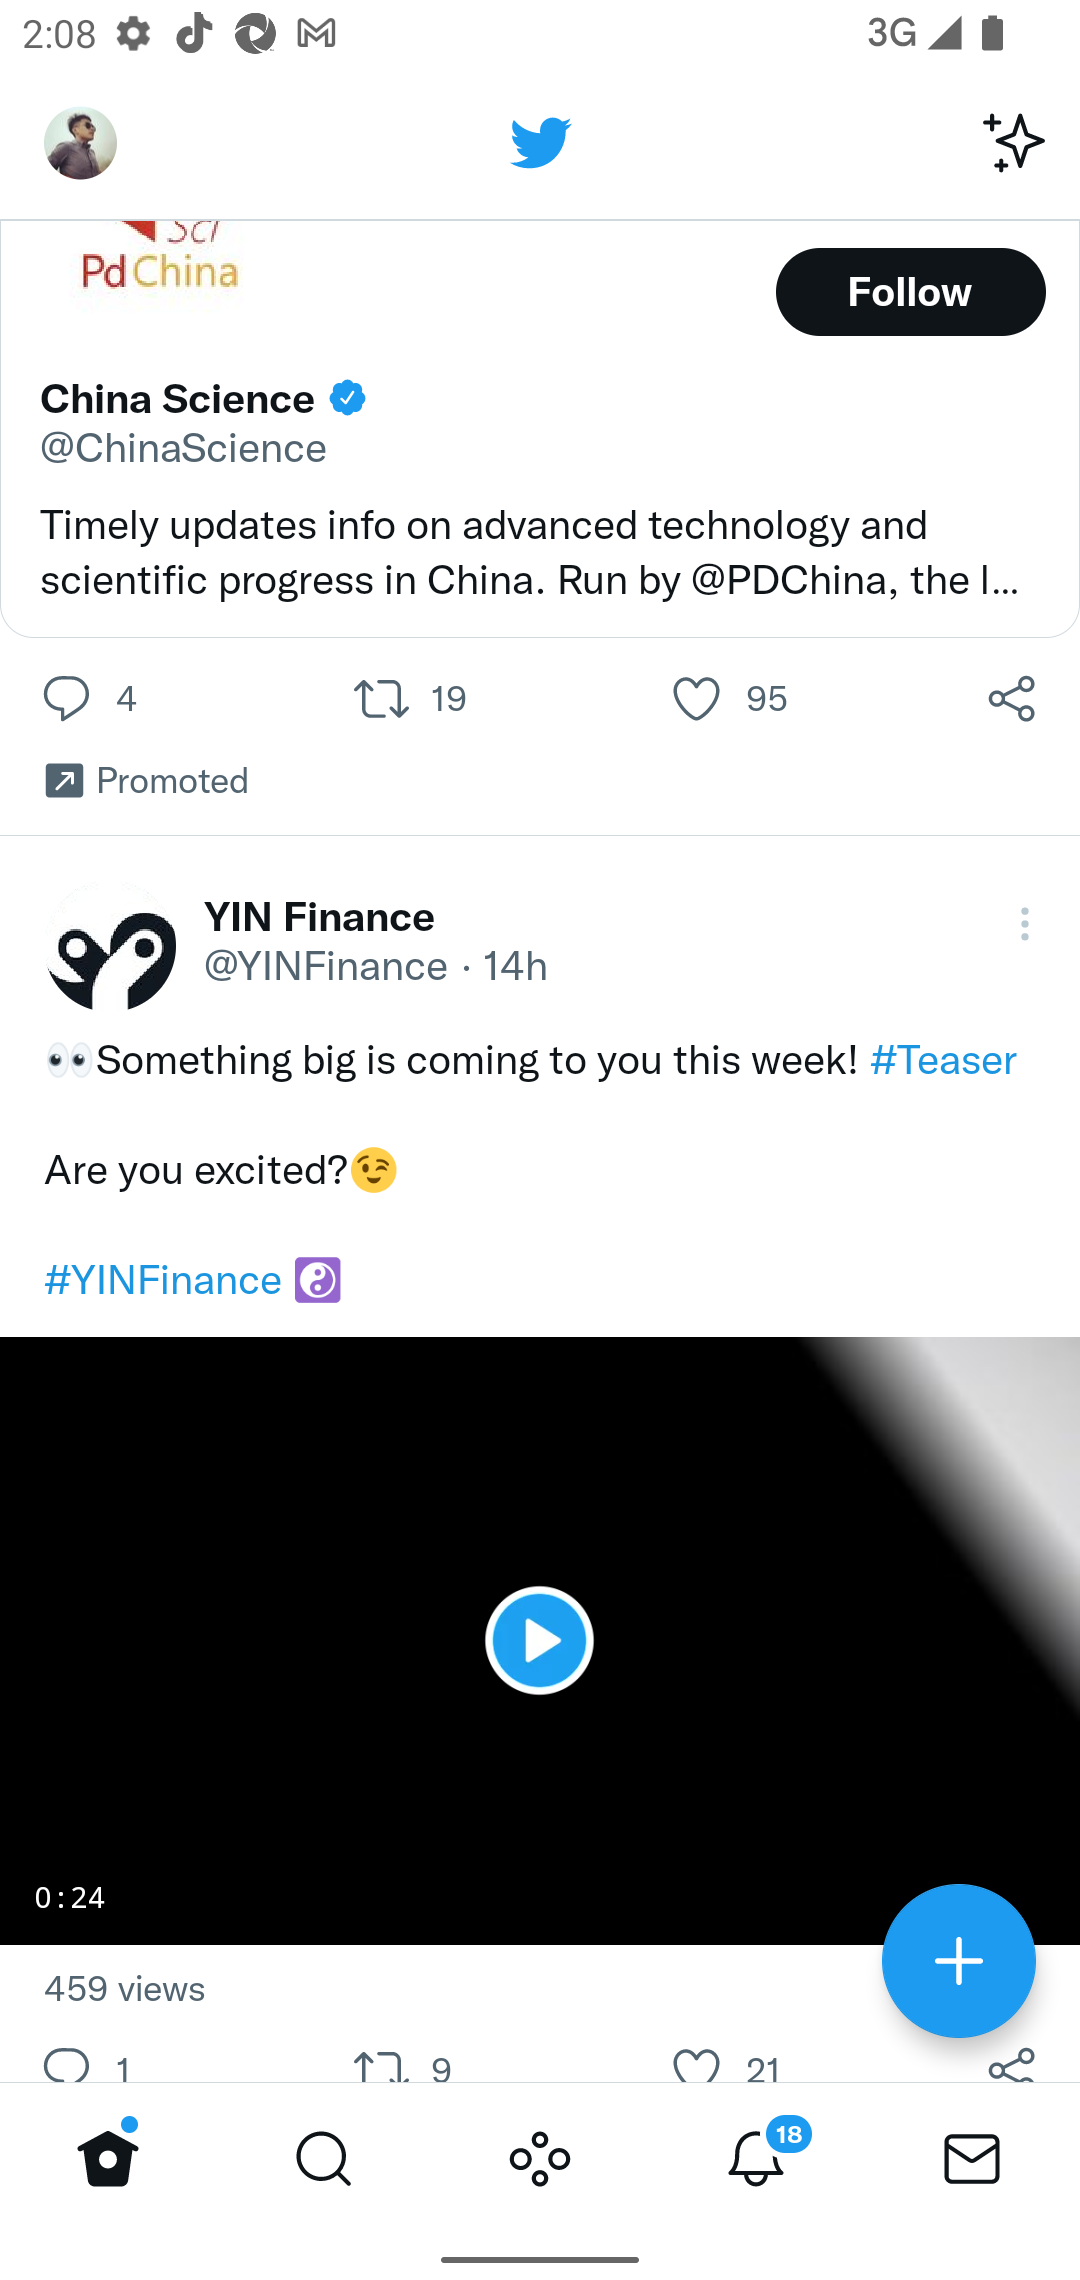 2:08
3G
Sci
Pd China
Follow
China Science
@ChinaScience
Timely updates info on advanced technology and
scientific progress in China. Run by @PDChina, the l...
4 19 95
Promoted
YIN Finance
@YINFinance · 14h
👀Something big is coming to you this week! #Teaser
Are you excited?😉
#YINFinance ☯️
0:24
459 views
1 9 21
18